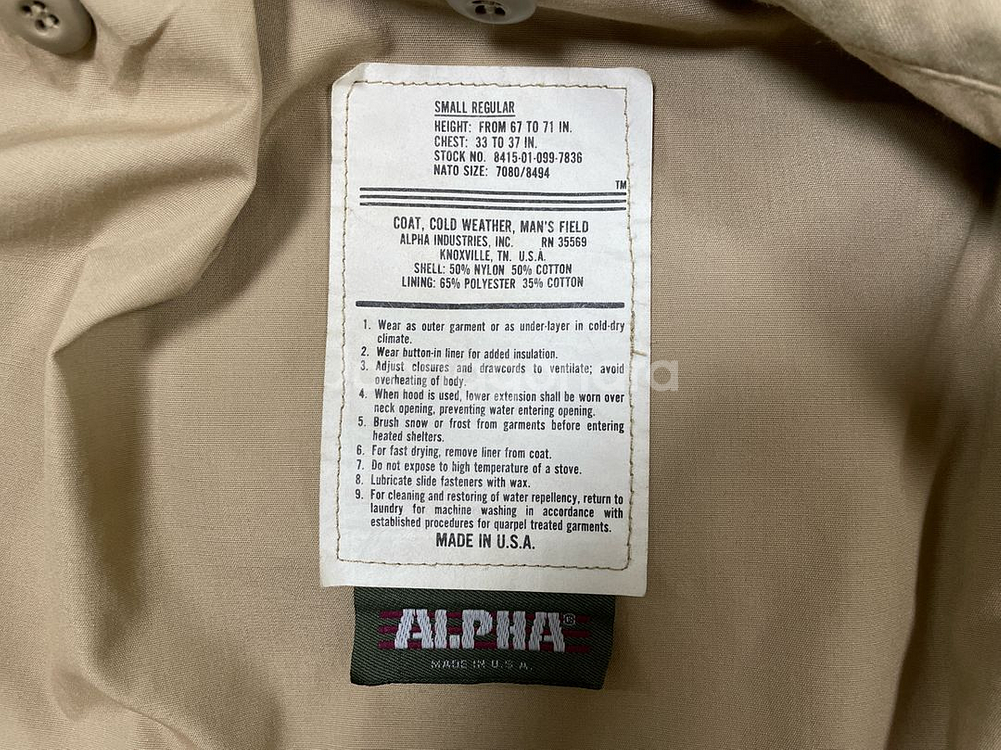 SMALL REGULAR
HEIGHT: FROM 67 TO 71 IN.
CHEST: 33 TO 37 IN.
STOCK NO. 8415-01-099-7836
NATO SIZE: 7080/8494
TM
COAT, COLD WEATHER, MAN'S FIELD
ALPHA INDUSTRIES, INC. RN 35569
KNOXVILLE, TN. U.S.A.
SHELL: 50% NYLON 50% COTTON
LINING: 65% POLYESTER 35% COTTON
1. Wear as outer garment or as under-layer in cold-dry
climate.
2. Wear button-in liner for added insulation.
3. Adjust closures and drawcords to ventilate; avoid
overheating of body.
4. When hood is used, lower extension shall be worn over
neck opening, preventing water entering opening.
5. Brush snow or frost from garments before entering
heated shelters.
6. For fast drying, remove liner from coat.
7. Do not expose to high temperature of a stove.
8. Lubricate slide fasteners with wax.
9. For cleaning and restoring of water repellency, return to
laundry for machine washing in accordance with
established procedures for quarpel treated garments.
MADE IN U.S.A.
ALPHA®
MADE IN U.S.A.